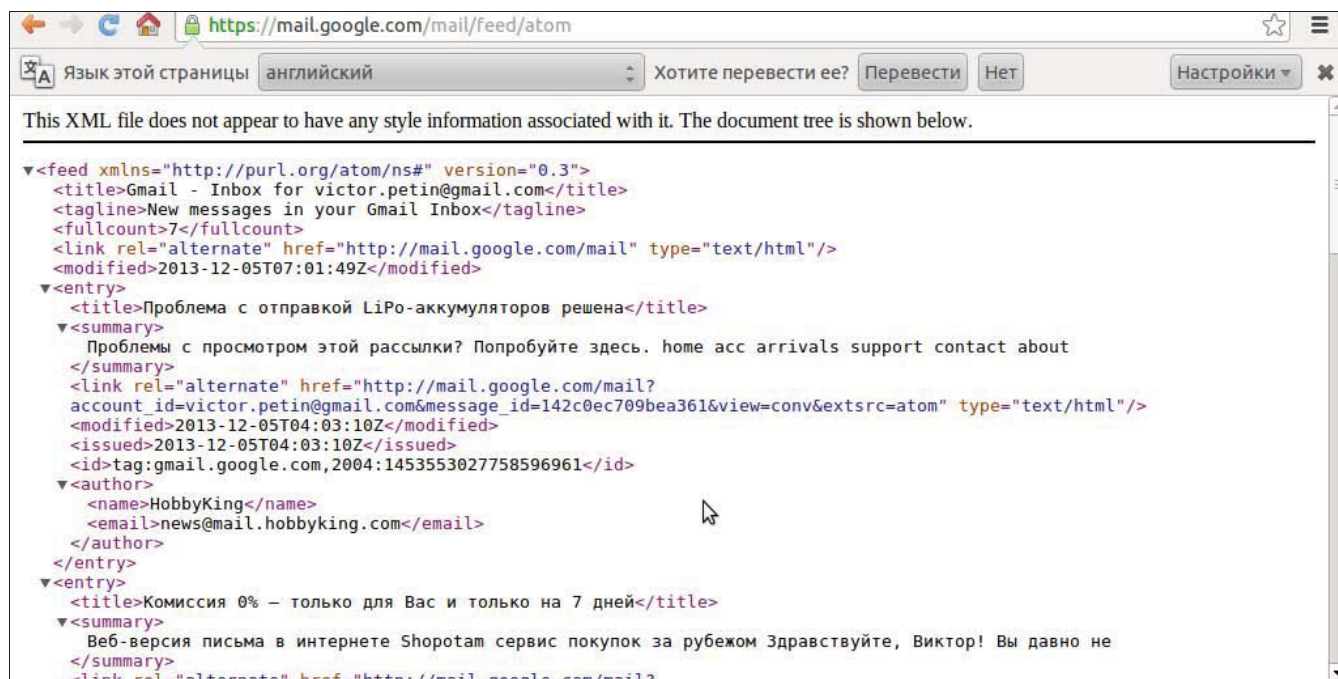 https://mail.google.com/mail/feed/atom
Язык этой страницы английский Хотите перевести ее? Перевести Нет Настройки
This XML file does not appear to have any style information associated with it. The document tree is shown below.
▼<feed xmlns="http://purl.org/atom/ns#" version="0.3">
<title>Gmail - Inbox for victor.petin@gmail.com</title>
<tagline>New messages in your Gmail Inbox</tagline>
<fullcount>7</fullcount>
<link rel="alternate" href="http://mail.google.com/mail" type="text/html"/>
<modified>2013-12-05T07:01:49Z</modified>
▼<entry>
<title>Проблема с отправкой LiPo-аккумуляторов решена</title>
▼<summary>
Проблемы с просмотром этой рассылки? Попробуйте здесь. home acc arrivals support contact about
</summary>
<link rel="alternate" href="http://mail.google.com/mail?
account_id=victor.petin@gmail.com&message_id=142c0ec709bea361&view=conv&extsrc=atom" type="text/html"/>
<modified>2013-12-05T04:03:10Z</modified>
<issued>2013-12-05T04:03:10Z</issued>
<id>tag:gmail.google.com,2004:1453553027758596961</id>
▼<author>
<name>HobbyKing</name>
<email>news@mail.hobbyking.com</email>
</author>
</entry>
▼<entry>
<title>Комиссия 0% — только для Вас и только на 7 дней</title>
▼<summary>
Веб-версия письма в интернете Shopotam сервис покупок за рубежом Здравствуйте, Виктор! Вы давно не
</summary>
<link rel="alternate" href="http://mail.google.com/mail?